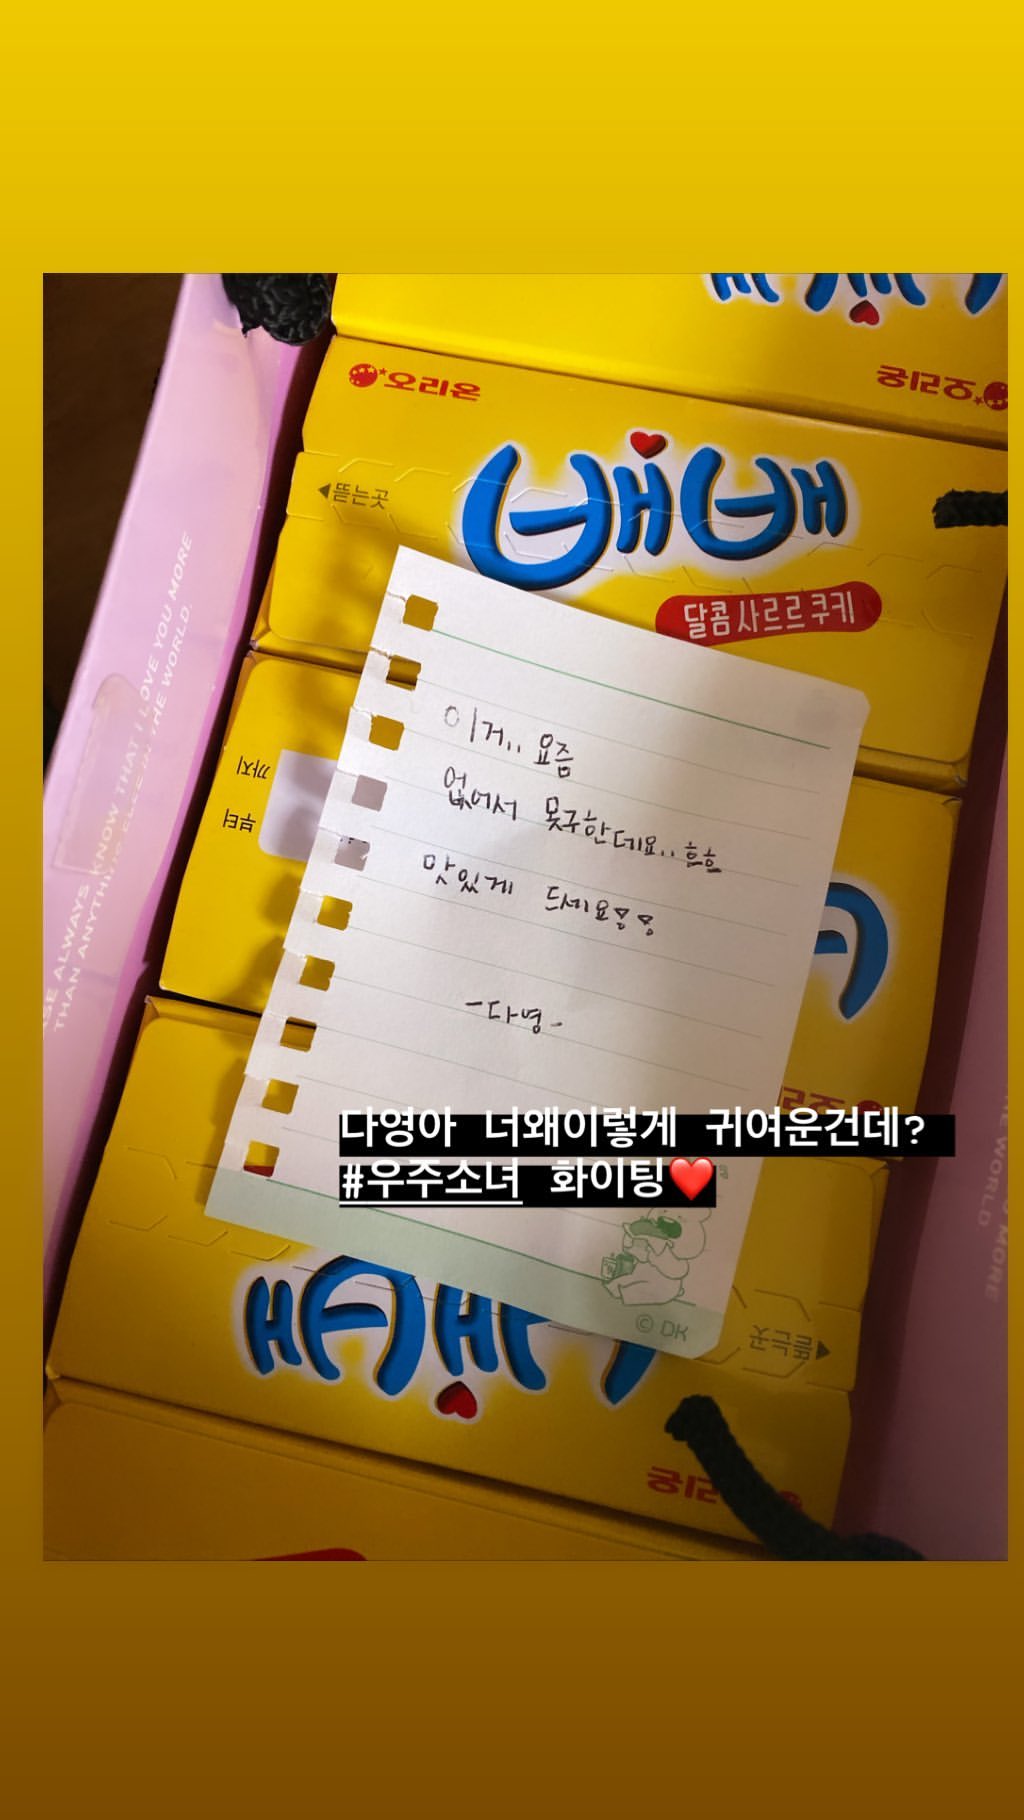 오리온
오리온
◀뜯는곳
배배
달콤 사르르 쿠키
까지
부터
SE ALWAYS KNOW THAT I LOVE YOU MORE
THAN ANYTHING ELSE IN THE WORLD.
이거.. 요즘
없어서 못구한데요.. 흐흐
맛있게 드세요
-다영-
다영아 너왜이렇게 귀여운건데?
#우주소녀 화이팅❤️
© DK
뜯는곳
배배
오리온